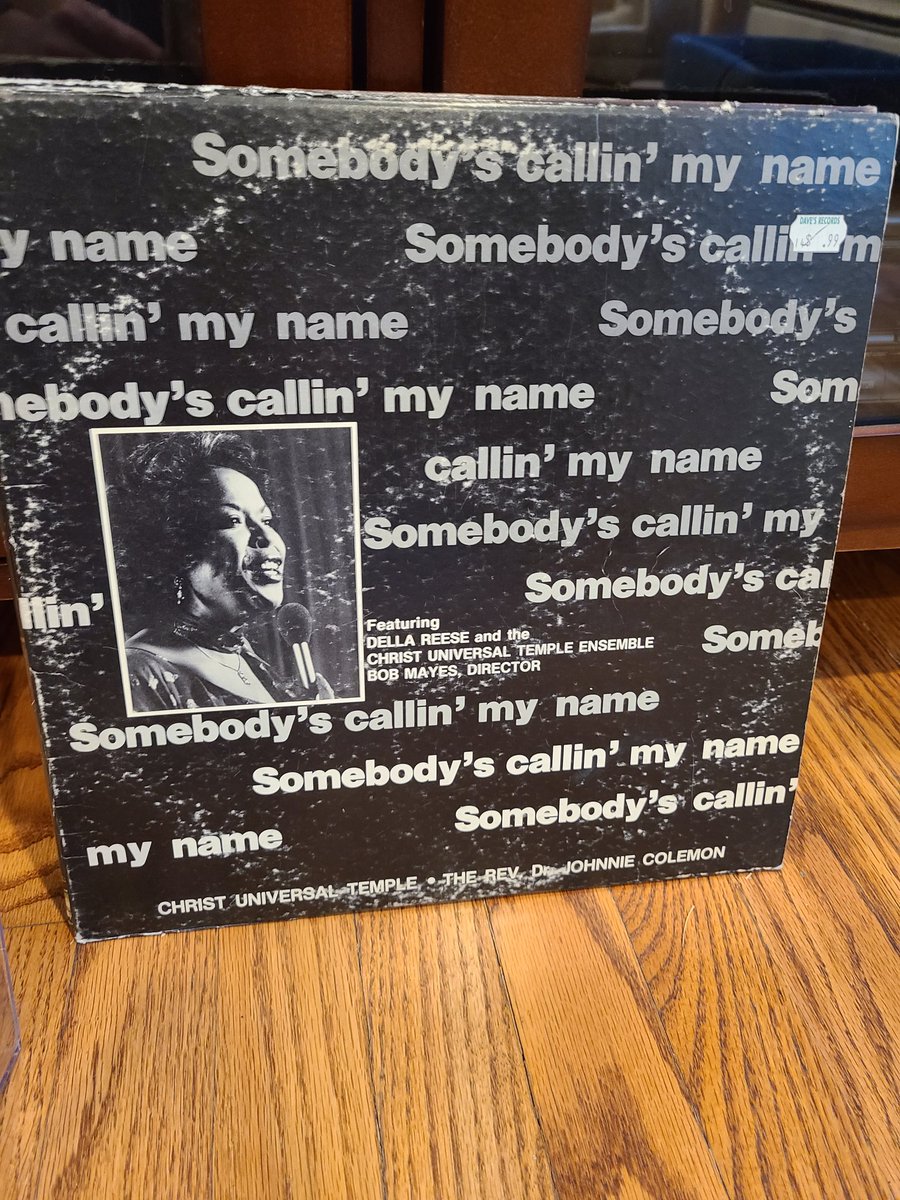 Somebody's callin' my name
y name
Somebody's callin' m
DAVE'S RECORDS
.99
callin' my name
Somebody's
nebody's callin' my name
Som
callin' my name
Somebody's callin' my
Somebody's cal
llin'
Featuring
DELLA REESE and the
CHRIST UNIVERSAL TEMPLE ENSEMBLE
BOB MAYES, DIRECTOR
Someb
Somebody's callin' my name
Somebody's callin' my name
Somebody's callin'
my name
CHRIST UNIVERSAL TEMPLE • THE REV. Dr. JOHNNIE COLEMON